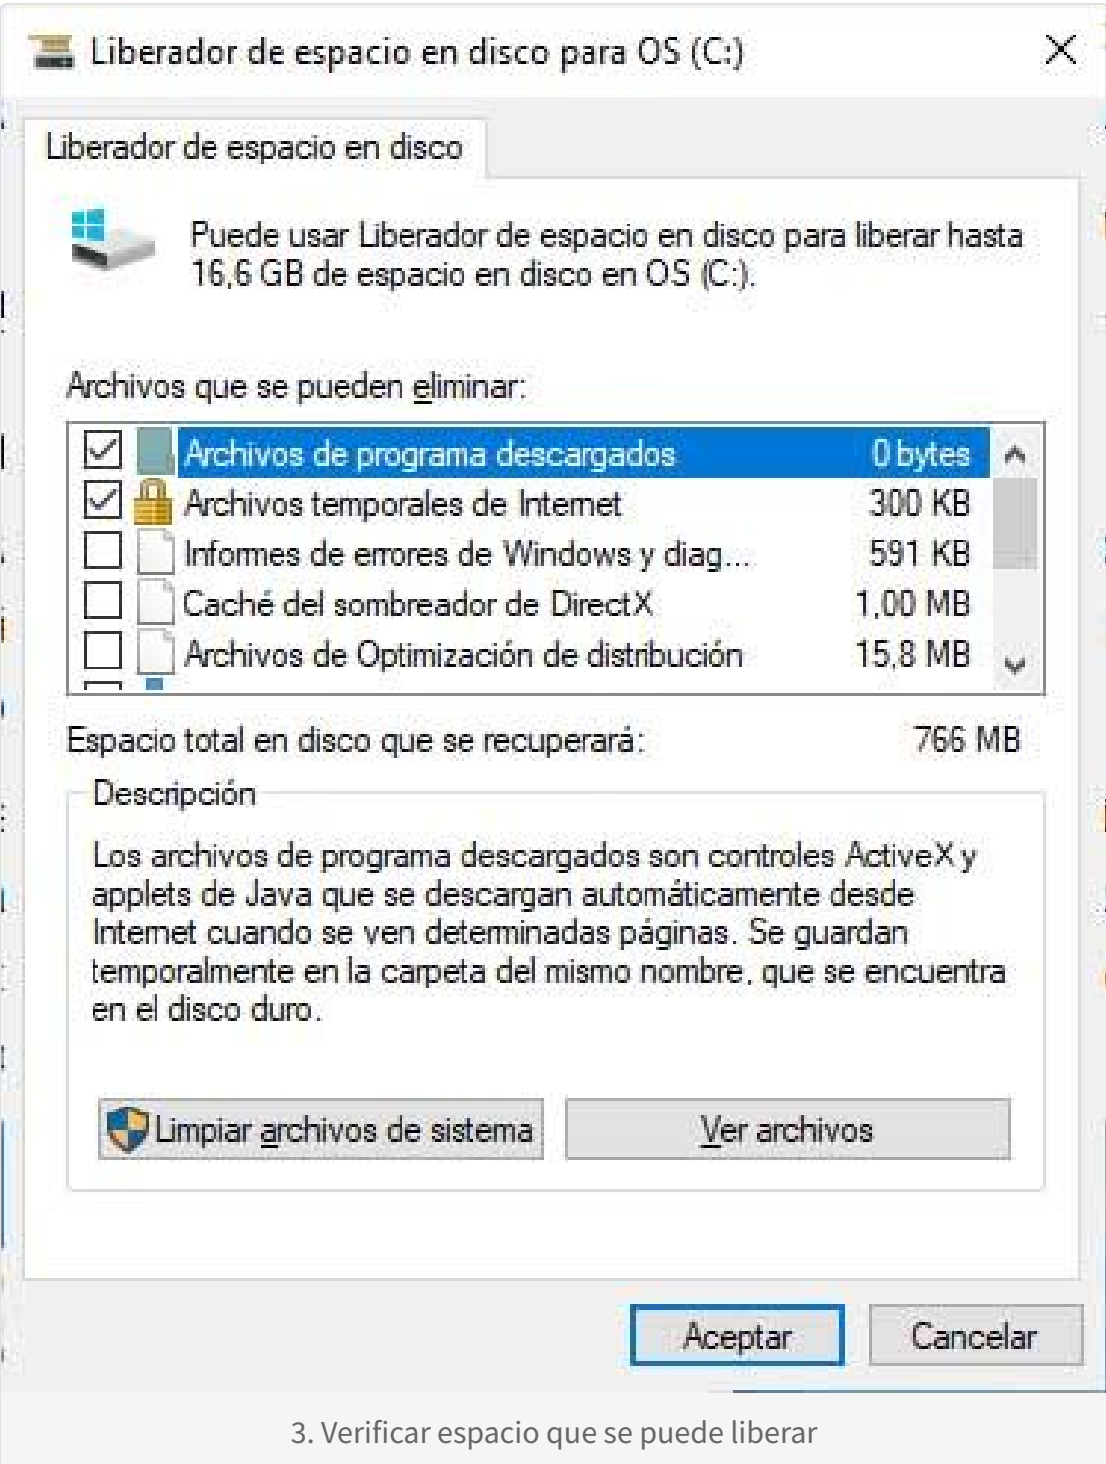 Liberador de espacio en disco para OS (C:)
Liberador de espacio en disco
Puede usar Liberador de espacio en disco para liberar hasta
16,6 GB de espacio en disco en OS (C:).
Archivos que se pueden eliminar:
Archivos de programa descargados 0 bytes
Archivos temporales de Internet 300 KB
Informes de errores de Windows y diag... 591 KB
Caché del sombreador de DirectX 1,00 MB
Archivos de Optimización de distribución 15,8 MB
Espacio total en disco que se recuperará: 766 MB
Descripción
Los archivos de programa descargados son controles ActiveX y
applets de Java que se descargan automáticamente desde
Internet cuando se ven determinadas páginas. Se guardan
temporalmente en la carpeta del mismo nombre, que se encuentra
en el disco duro.
Limpiar archivos de sistema Ver archivos
Aceptar Cancelar
3. Verificar espacio que se puede liberar